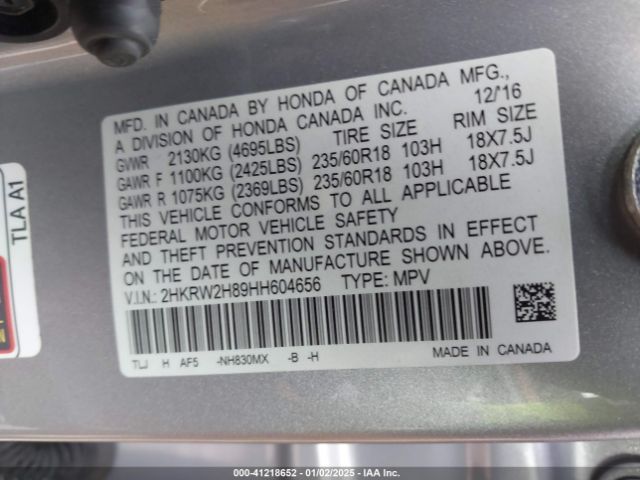 MFD. IN CANADA BY HONDA OF CANADA MFG.,
A DIVISION OF HONDA CANADA INC. 12/'16
GVWR 2130KG (4695LBS) TIRE SIZE RIM SIZE
GAWR F 1100KG (2425LBS) 235/60R18 103H 18X7.5J
GAWR R 1075KG (2369LBS) 235/60R18 103H 18X7.5J
THIS VEHICLE CONFORMS TO ALL APPLICABLE
FEDERAL MOTOR VEHICLE SAFETY
AND THEFT PREVENTION STANDARDS IN EFFECT
ON THE DATE OF MANUFACTURE SHOWN ABOVE.
V.I.N.: 2HKRW2H89HH604656 TYPE: MPV
TLJ H AF5 -NH830MX -B -H MADE IN CANADA
TLA A1
000-41218652 - 01/02/2025 - IAA Inc.